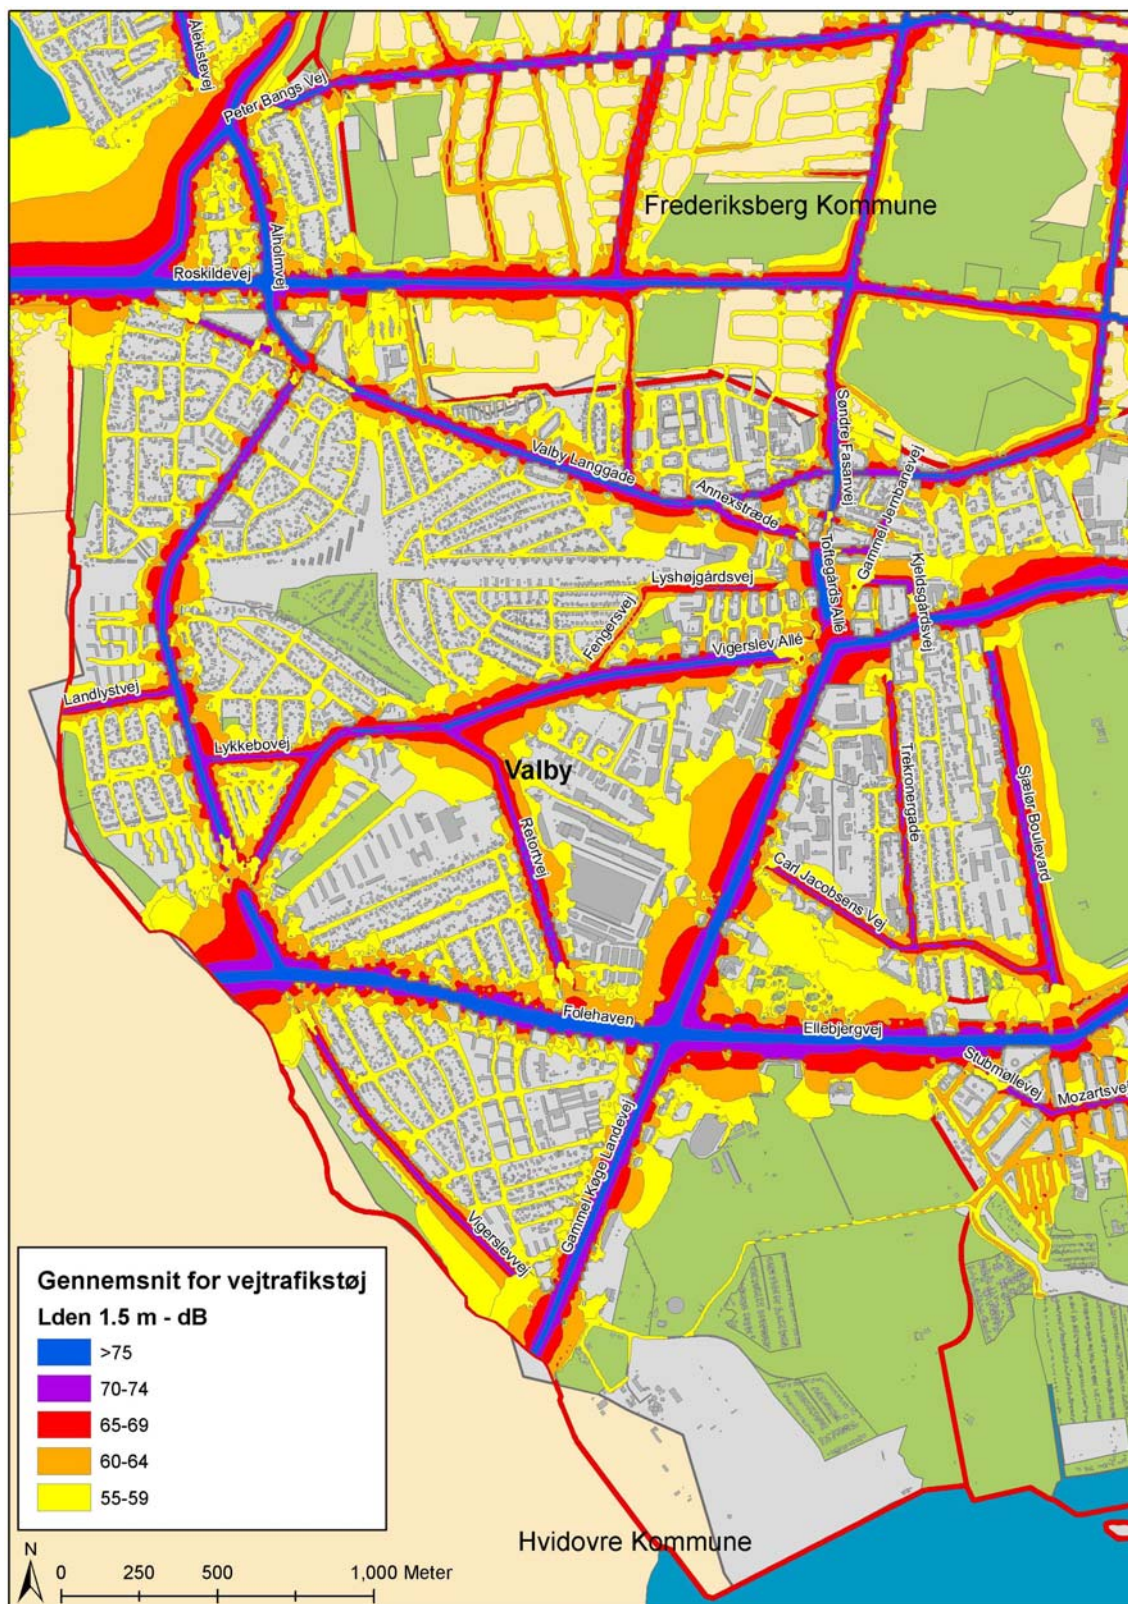 Ålekistevej
Peter Bangs Vej
Frederiksberg Kommune
Ålholmvej
Roskildevej
Søndre Fasanvej
Valby Langgade
Gammel Jernbanevej
Annexstræde
Toftegårds Allé
Lyshøjgårdsvej
Kjeldsgårdsvej
Fengersvej
Vigerslev Allé
Landlystvej
Lykkebovej
Valby
Trekronergade
Sjælør Boulevard
Retortvej
Carl Jacobsens Vej
Folehaven
Ellebjergvej
Stubmøllevej
Mozartsvej
Gammel Køge Landevej
Vigerslevvej
Gennemsnit for vejtrafikstøj
Lden 1.5 m - dB
>75
70-74
65-69
60-64
55-59
Hvidovre Kommune
N
0 250 500 1,000 Meter